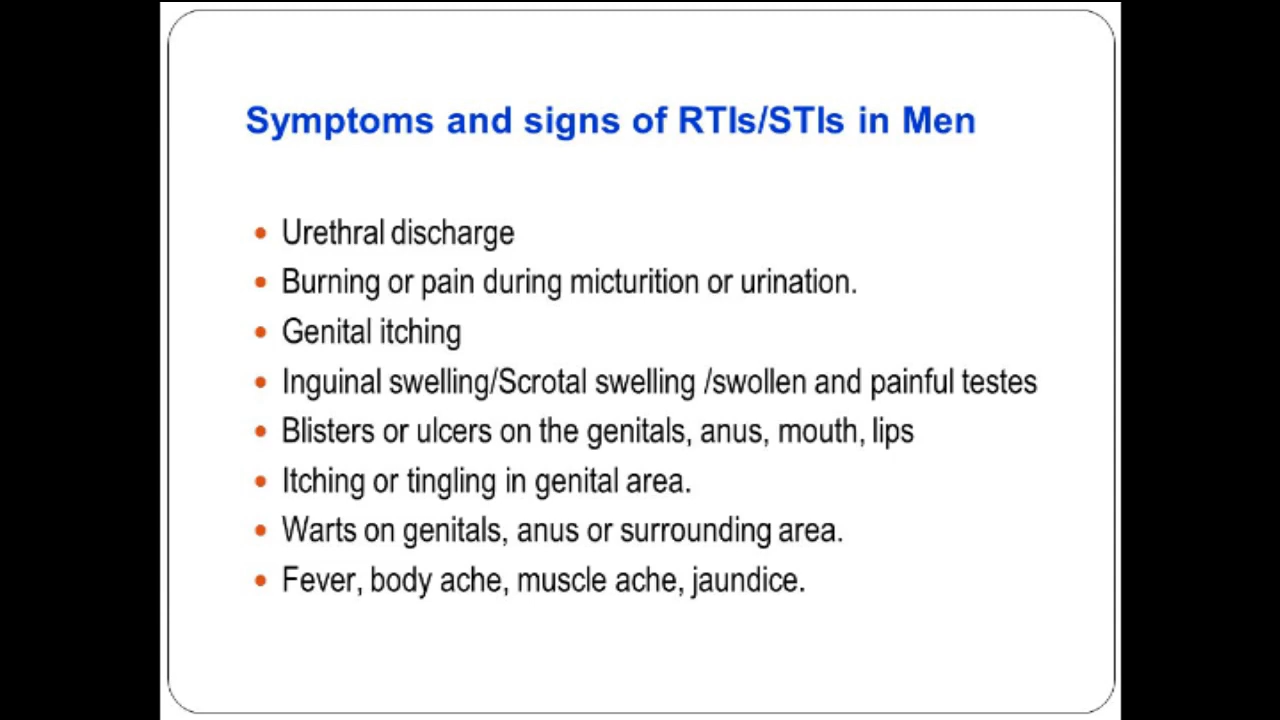 Symptoms and signs of RTIs/STIs in Men
• Urethral discharge
• Burning or pain during micturition or urination.
• Genital itching
• Inguinal swelling/Scrotal swelling /swollen and painful testes
• Blisters or ulcers on the genitals, anus, mouth, lips
• Itching or tingling in genital area.
• Warts on genitals, anus or surrounding area.
• Fever, body ache, muscle ache, jaundice.